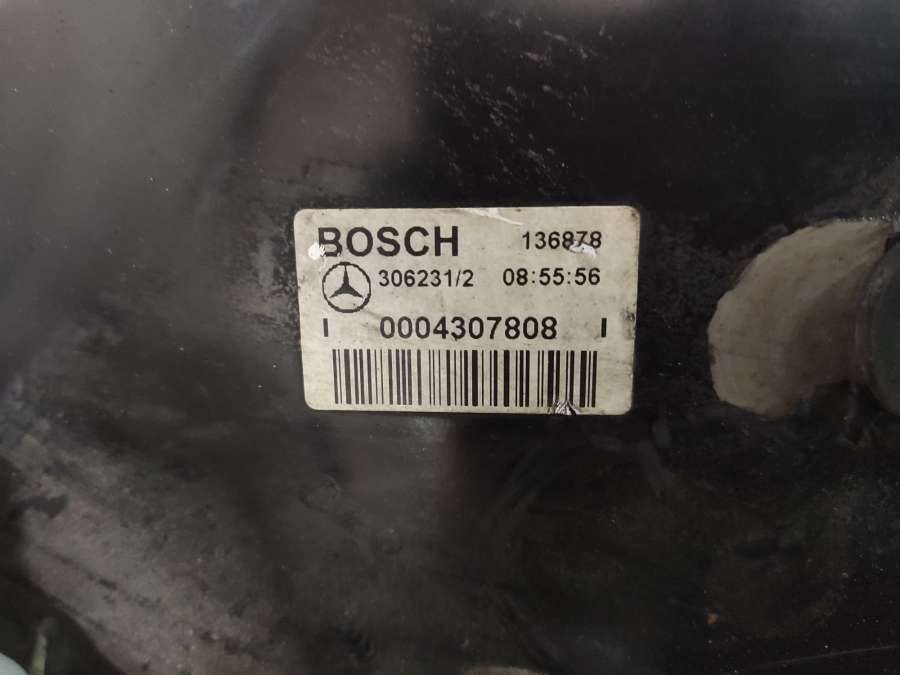 BOSCH 136878
306231/2 08:55:56
I 0004307808 I